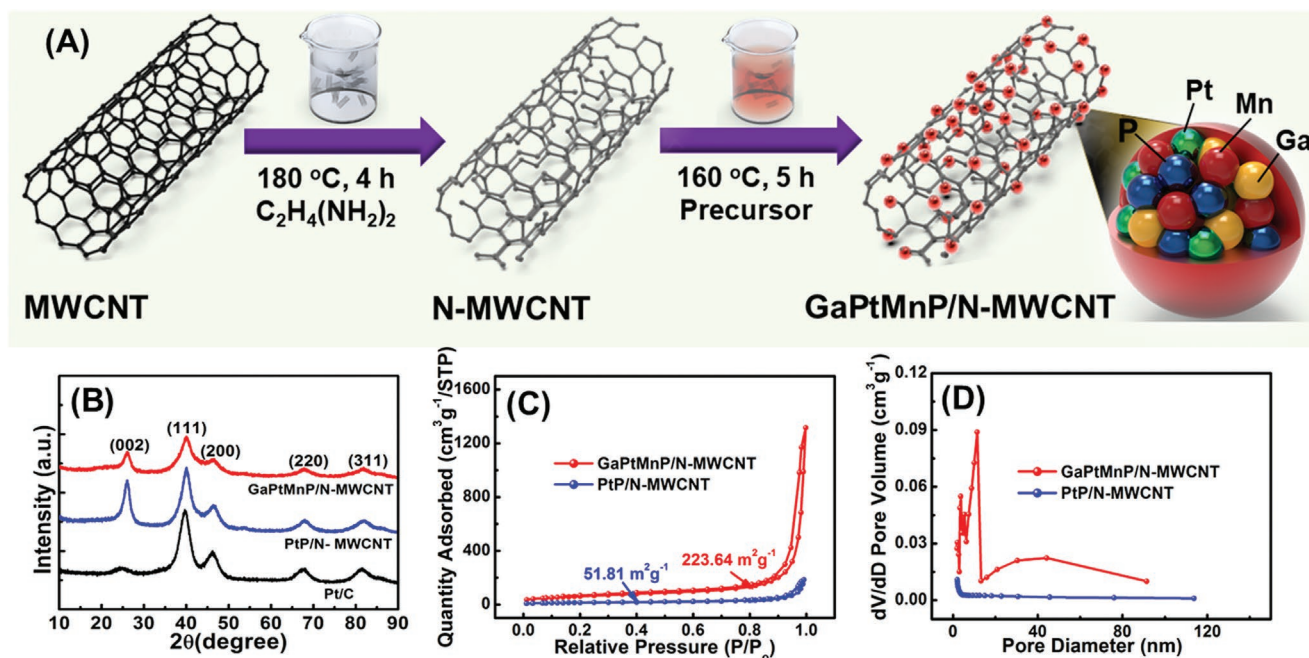 (A)
180 °C, 4 h
C₂H₄(NH₂)₂
160 °C, 5 h
Precursor
Pt
Mn
P
Ga
MWCNT
N-MWCNT
GaPtMnP/N-MWCNT
(B)
Intensity (a.u.)
(002)
(111)
(200)
(220)
(311)
GaPtMnP/N-MWCNT
PtP/N- MWCNT
Pt/C
10 20 30 40 50 60 70 80 90
2θ(degree)
(C)
Quantity Adsorbed (cm³g⁻¹/STP)
1600
1200
800
400
0
GaPtMnP/N-MWCNT
PtP/N-MWCNT
223.64 m²g⁻¹
51.81 m²g⁻¹
0.0 0.2 0.4 0.6 0.8 1.0
Relative Pressure (P/P₀)
(D)
dV/dD Pore Volume (cm³g⁻¹)
0.12
0.09
0.06
0.03
0.00
GaPtMnP/N-MWCNT
PtP/N-MWCNT
0 40 80 120
Pore Diameter (nm)